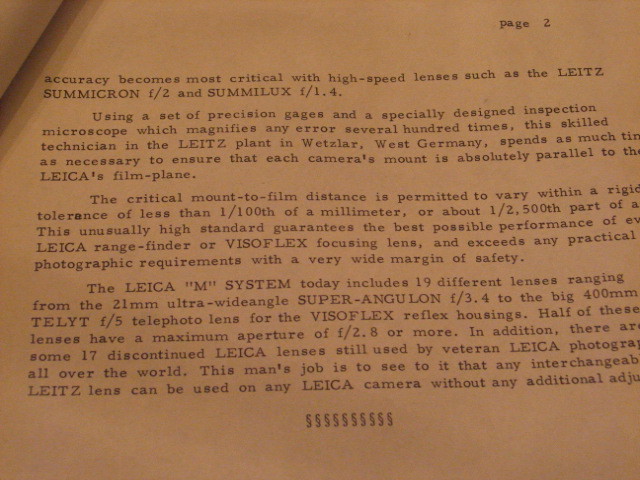 page 2
accuracy becomes most critical with high-speed lenses such as the LEITZ
SUMMICRON f/2 and SUMMILUX f/1.4.
Using a set of precision gages and a specially designed inspection
microscope which magnifies any error several hundred times, this skilled
technician in the LEITZ plant in Wetzlar, West Germany, spends as much tim
as necessary to ensure that each camera's mount is absolutely parallel to the
LEICA's film-plane.
The critical mount-to-film distance is permitted to vary within a rigid
tolerance of less than 1/100th of a millimeter, or about 1/2,500th part of a
This unusually high standard guarantees the best possible performance of ev
LEICA range-finder or VISOFLEX focusing lens, and exceeds any practical
photographic requirements with a very wide margin of safety.
The LEICA "M" SYSTEM today includes 19 different lenses ranging
from the 21mm ultra-wideangle SUPER-ANGULON f/3.4 to the big 400mm
TELYT f/5 telephoto lens for the VISOFLEX reflex housings. Half of these
lenses have a maximum aperture of f/2.8 or more. In addition, there are
some 17 discontinued LEICA lenses still used by veteran LEICA photograp
all over the world. This man's job is to see to it that any interchangeab
LEITZ lens can be used on any LEICA camera without any additional adju
§§§§§§§§§§